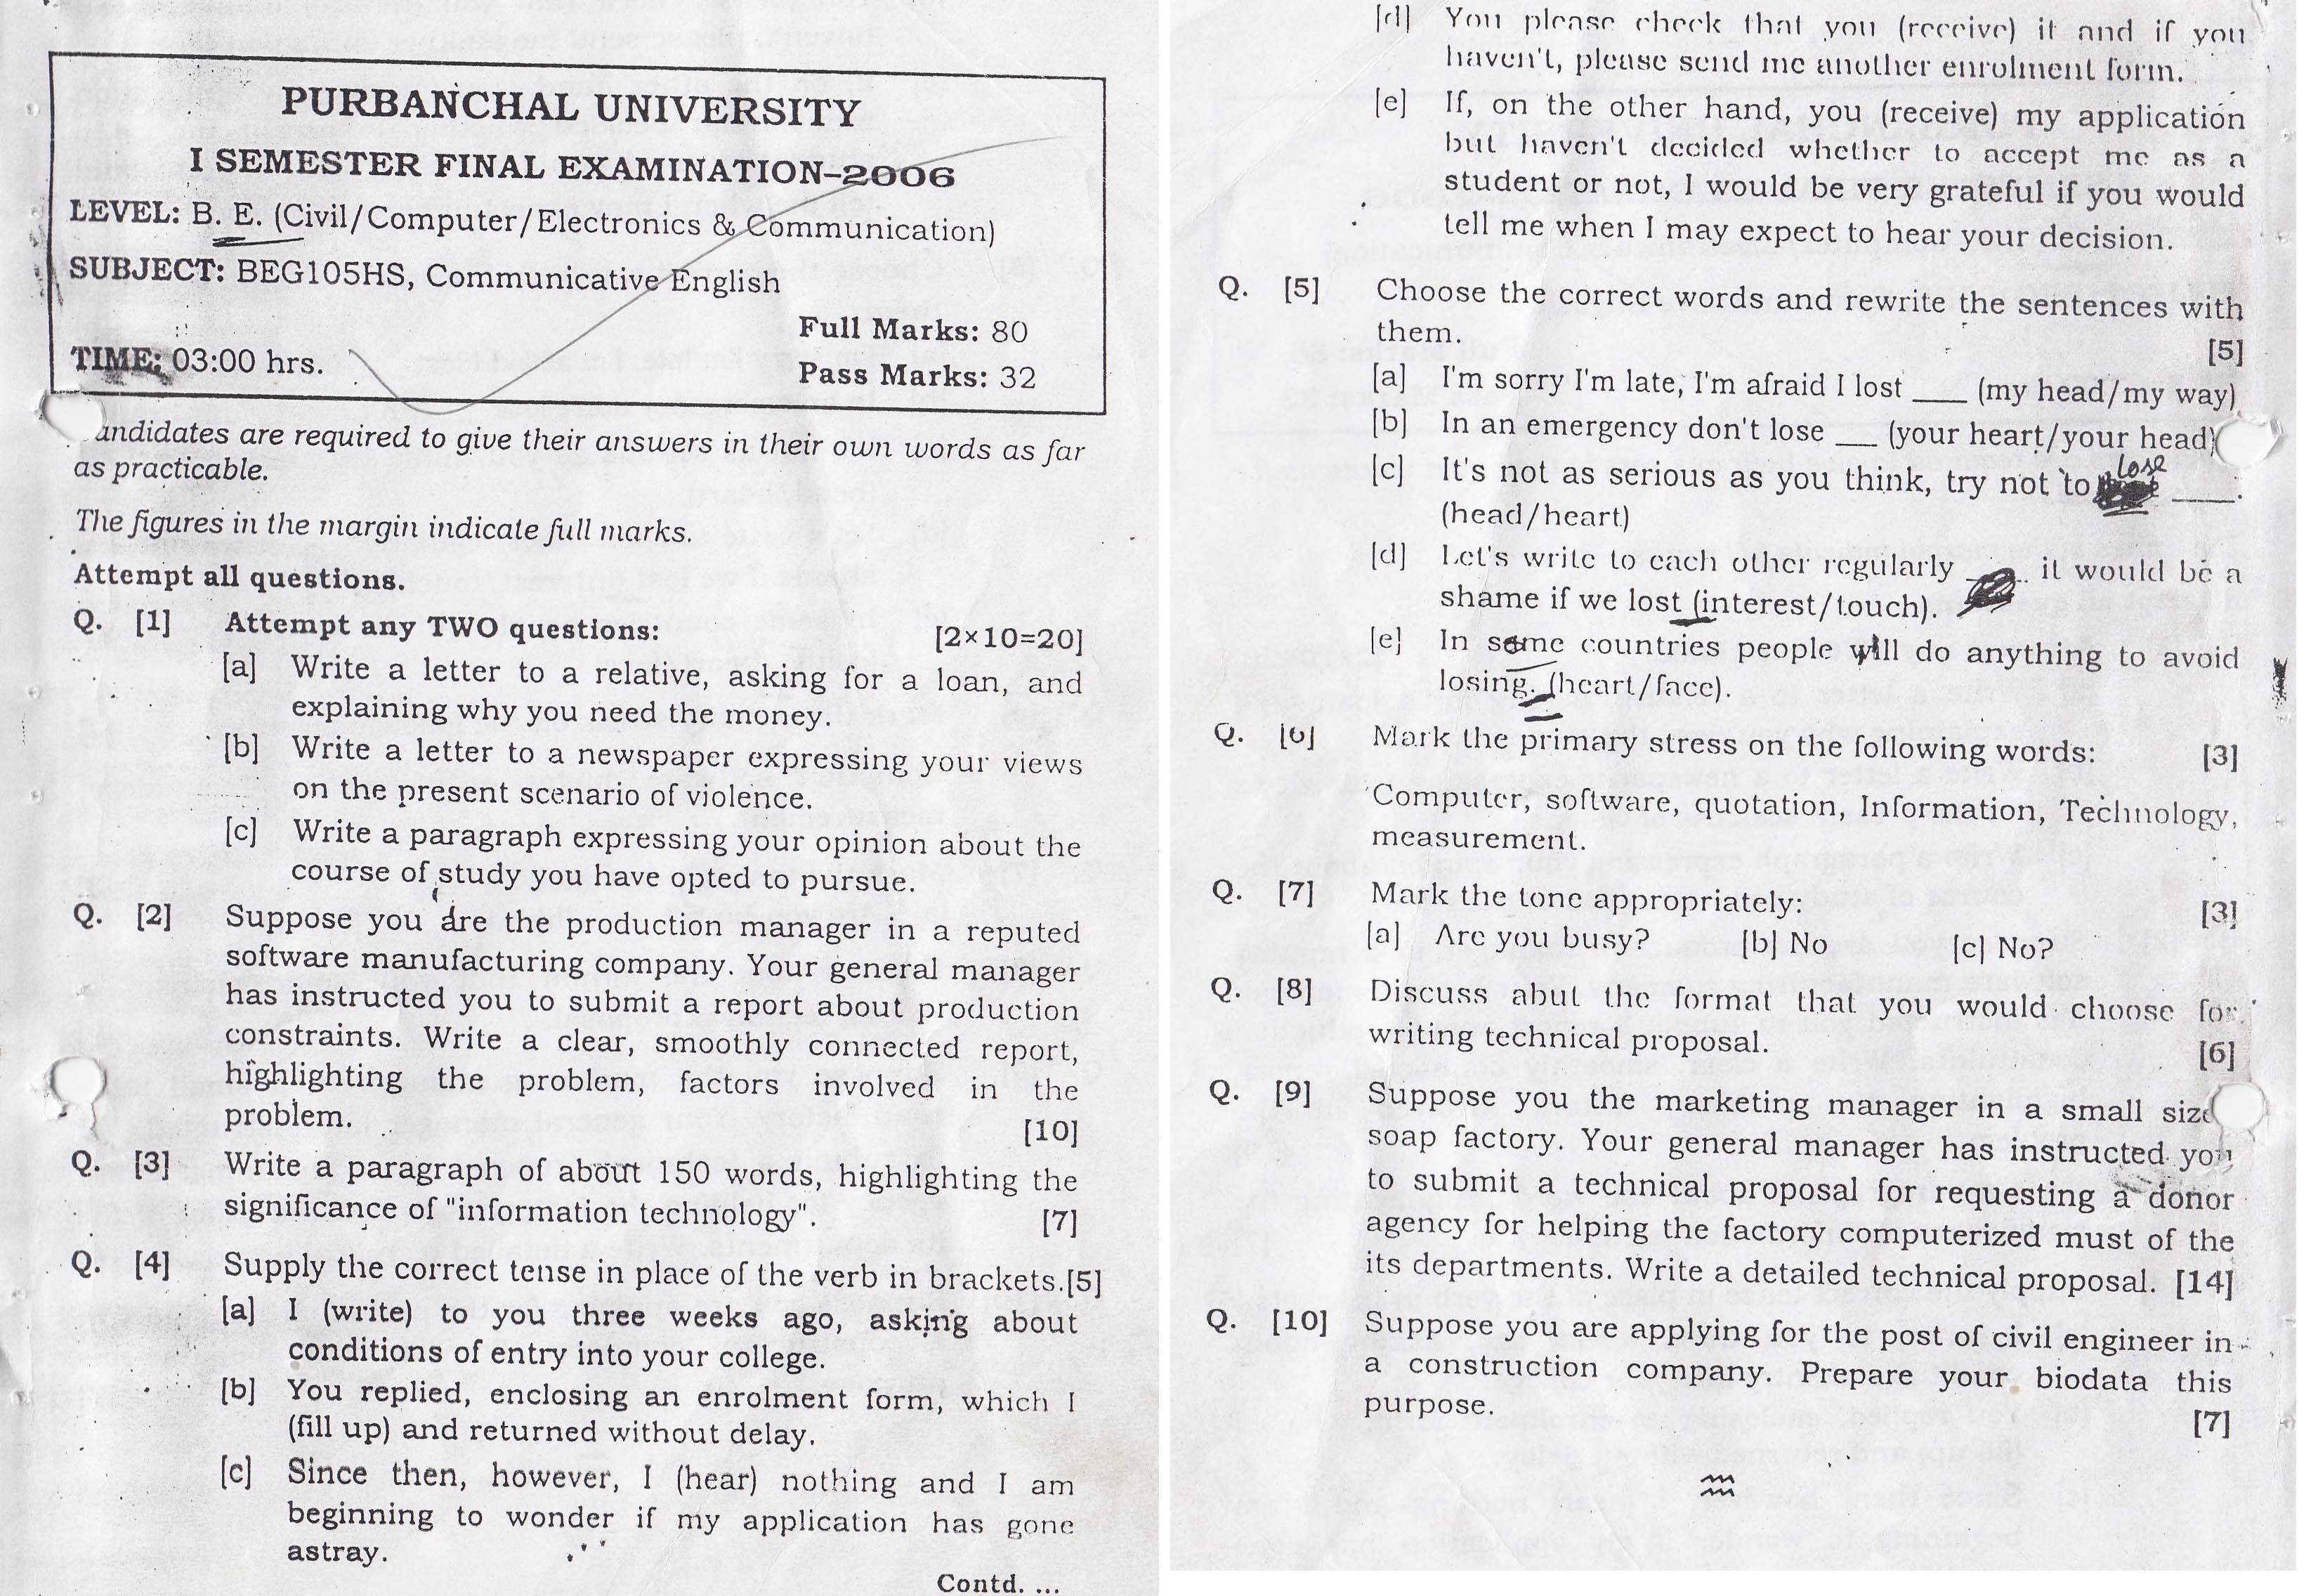 PURBANCHAL UNIVERSITY
I SEMESTER FINAL EXAMINATION–2006
LEVEL: B. E. (Civil/Computer/Electronics & Communication)
SUBJECT: BEG105HS, Communicative English
Full Marks: 80
TIME: 03:00 hrs.
Pass Marks: 32
andidates are required to give their answers in their own words as far
as practicable.
The figures in the margin indicate full marks.
Attempt all questions.
Q. [1] Attempt any TWO questions: [2×10=20]
[a] Write a letter to a relative, asking for a loan, and
explaining why you need the money.
[b] Write a letter to a newspaper expressing your views
on the present scenario of violence.
[c] Write a paragraph expressing your opinion about the
course of study you have opted to pursue.
Q. [2] Suppose you are the production manager in a reputed
software manufacturing company. Your general manager
has instructed you to submit a report about production
constraints. Write a clear, smoothly connected report,
highlighting the problem, factors involved in the
problem. [10]
Q. [3] Write a paragraph of about 150 words, highlighting the
significance of "information technology". [7]
Q. [4] Supply the correct tense in place of the verb in brackets.[5]
[a] I (write) to you three weeks ago, asking about
conditions of entry into your college.
[b] You replied, enclosing an enrolment form, which I
(fill up) and returned without delay.
[c] Since then, however, I (hear) nothing and I am
beginning to wonder if my application has gone
astray.
Contd. ...
[d] You please check that you (receive) it and if you
haven't, please send me another enrolment form.
[e] If, on the other hand, you (receive) my application
but haven't decided whether to accept me as a
student or not, I would be very grateful if you would
tell me when I may expect to hear your decision.
Q. [5] Choose the correct words and rewrite the sentences with
them. [5]
[a] I'm sorry I'm late, I'm afraid I lost ___ (my head/my way)
[b] In an emergency don't lose ___ (your heart/your head)
[c] It's not as serious as you think, try not to lose ____.
(head/heart)
[d] Let's write to each other regularly it would be a
shame if we lost (interest/touch).
[e] In some countries people will do anything to avoid
losing. (heart/face).
Q. [6] Mark the primary stress on the following words: [3]
Computer, software, quotation, Information, Technology,
measurement.
Q. [7] Mark the tone appropriately: [3]
[a] Are you busy? [b] No [c] No?
Q. [8] Discuss abut the format that you would choose for
writing technical proposal. [6]
Q. [9] Suppose you the marketing manager in a small size
soap factory. Your general manager has instructed you
to submit a technical proposal for requesting a donor
agency for helping the factory computerized must of the
its departments. Write a detailed technical proposal. [14]
Q. [10] Suppose you are applying for the post of civil engineer in
a construction company. Prepare your biodata this
purpose. [7]